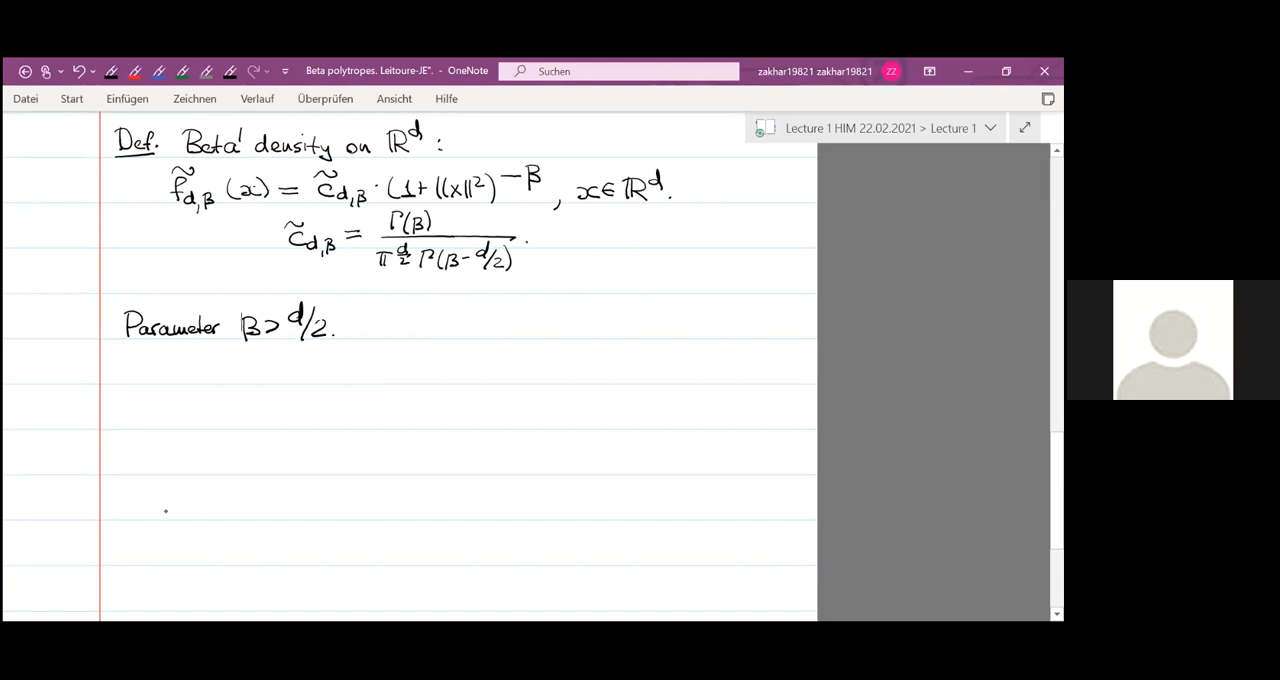 Beta polytopes. Leitoure-JE". - OneNote
Suchen
zakhar19821 zakhar19821 ZZ
Datei Start Einfügen Zeichnen Verlauf Überprüfen Ansicht Hilfe
Lecture 1 HIM 22.02.2021 > Lecture 1
Def. Beta' density on ℝ^d :
f̃_{d,β}(x) = c̃_{d,β} · (1+||x||²)^{-β}, x∈ℝ^d.
c̃_{d,β} = Γ(β) / (π^{d/2} Γ(β - d/2)).
Parameter β > d/2.